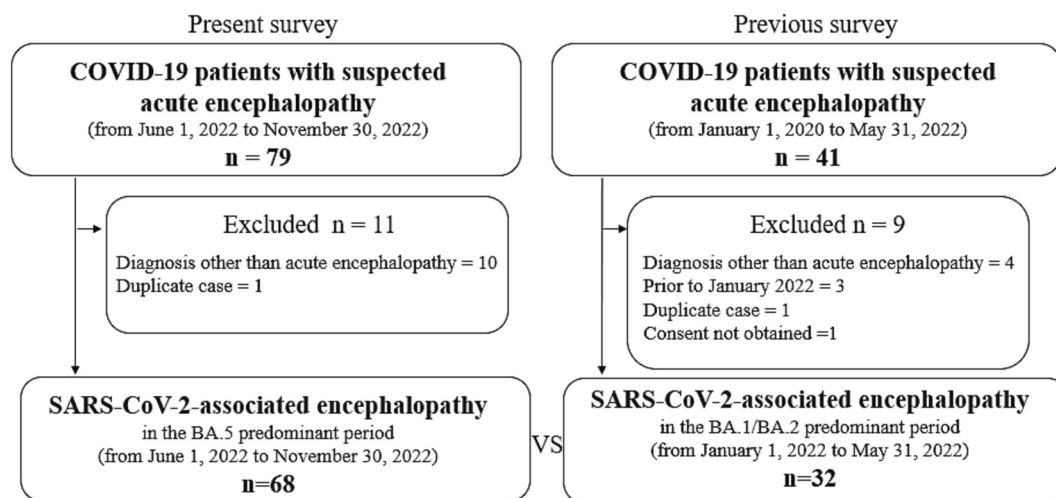 Present survey
COVID-19 patients with suspected
acute encephalopathy
(from June 1, 2022 to November 30, 2022)
n = 79
Excluded n = 11
Diagnosis other than acute encephalopathy = 10
Duplicate case = 1
SARS-CoV-2-associated encephalopathy
in the BA.5 predominant period
(from June 1, 2022 to November 30, 2022)
n=68
VS
Previous survey
COVID-19 patients with suspected
acute encephalopathy
(from January 1, 2020 to May 31, 2022)
n = 41
Excluded n = 9
Diagnosis other than acute encephalopathy = 4
Prior to January 2022 = 3
Duplicate case = 1
Consent not obtained =1
SARS-CoV-2-associated encephalopathy
in the BA.1/BA.2 predominant period
(from January 1, 2022 to May 31, 2022)
n=32